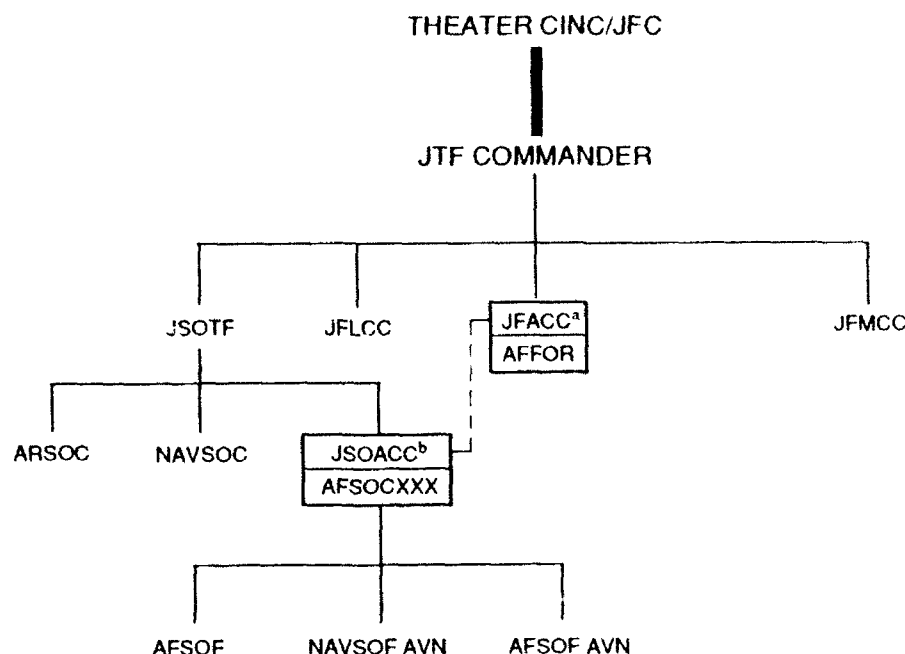 THEATER CINC/JFC
JTF COMMANDER
JSOTF JFLCC JFACCᵃ JFMCC
AFFOR
ARSOC NAVSOC JSOACCᵇ
AFSOCXXX
AFSOF NAVSOF AVN AFSOF AVN